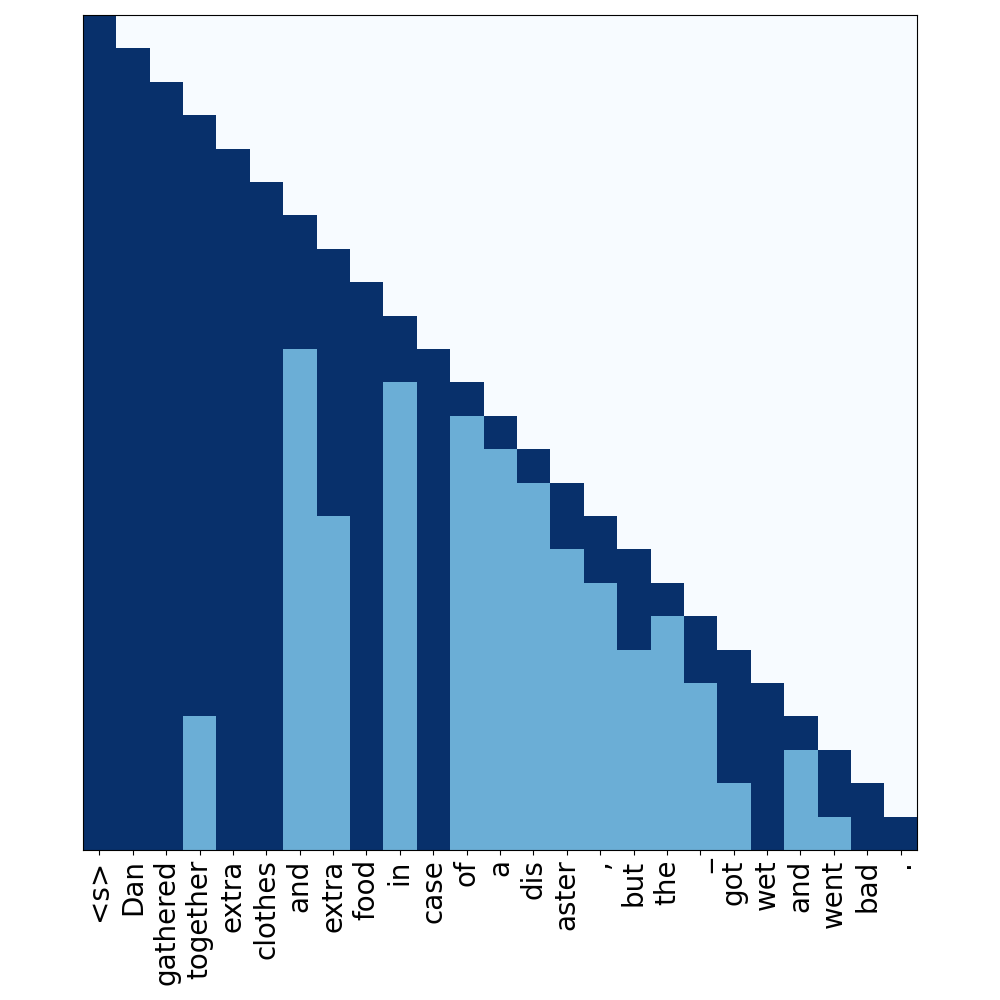 <s>
Dan
gathered
together
extra
clothes
and
extra
food
in
case
of
a
dis
aster
,
but
the
_
got
wet
and
went
bad
.